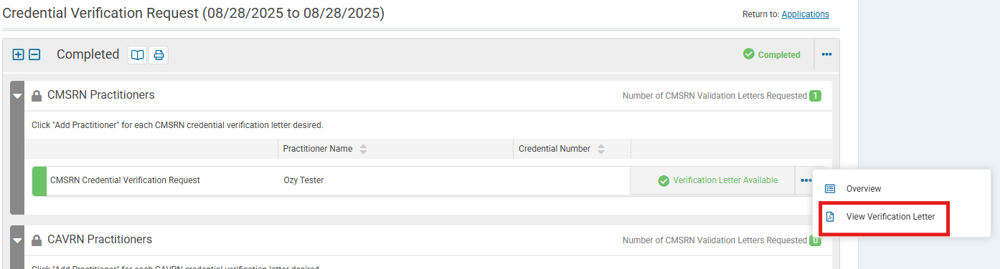 Credential Verification Request (08/28/2025 to 08/28/2025)
Return to: Applications
Completed
Completed
CMSRN Practitioners
Number of CMSRN Validation Letters Requested 1
Click "Add Practitioner" for each CMSRN credential verification letter desired.
Practitioner Name
Credential Number
CMSRN Credential Verification Request
Ozy Tester
Verification Letter Available
Overview
View Verification Letter
CAVRN Practitioners
Number of CMSRN Validation Letters Requested 0
Click "Add Practitioner" for each CAVRN credential verification letter desired.